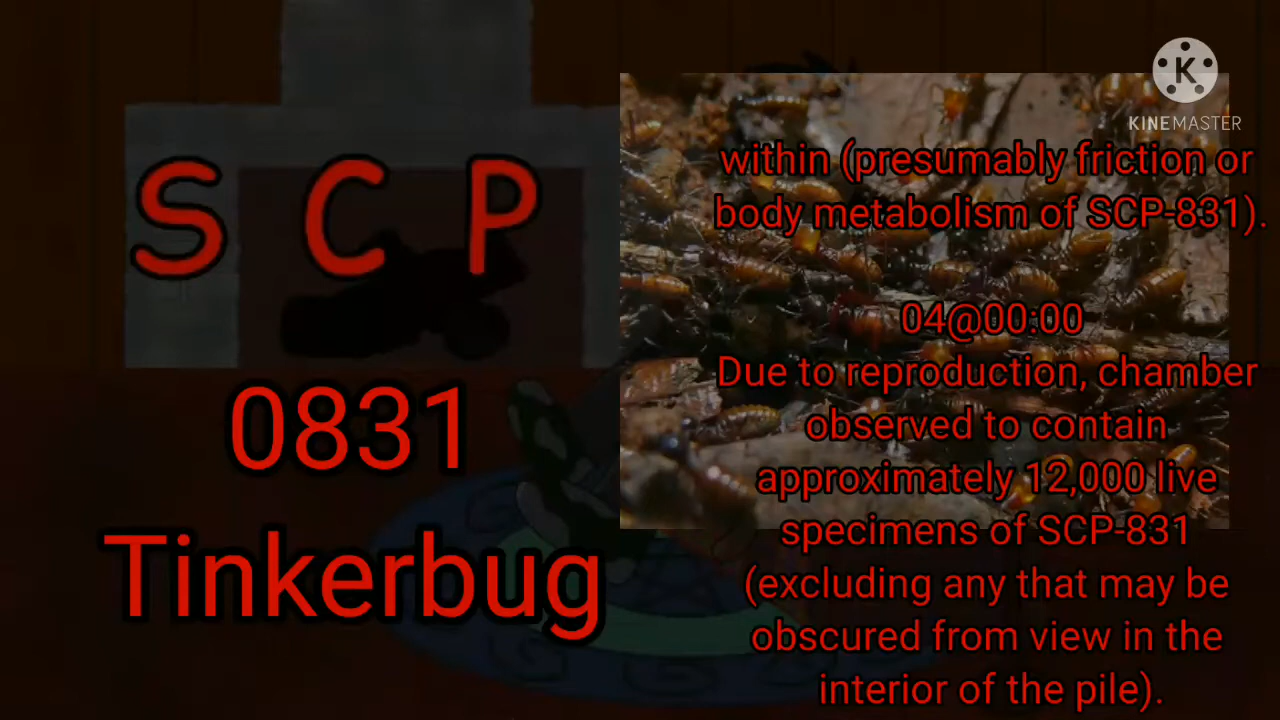 S C P
0831
Tinkerbug
K
KINEMASTER
within (presumably friction or
body metabolism of SCP-831).
04@00:00
Due to reproduction, chamber
observed to contain
approximately 12,000 live
specimens of SCP-831
(excluding any that may be
obscured from view in the
interior of the pile).